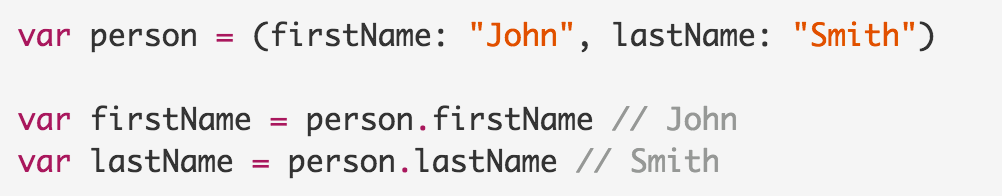 var person = (firstName: "John", lastName: "Smith")
var firstName = person.firstName // John
var lastName = person.lastName // Smith